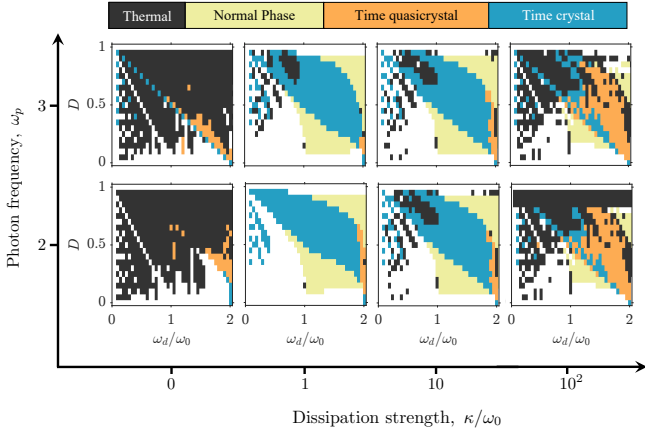 Thermal Normal Phase Time quasicrystal Time crystal
Photon frequency, ω_p
3
2
D
1
0.5
0
D
1
0.5
0
0 1 2
0 1 2
0 1 2
0 1 2
ω_d/ω_0
ω_d/ω_0
ω_d/ω_0
ω_d/ω_0
0 1 10 10²
Dissipation strength, κ/ω_0